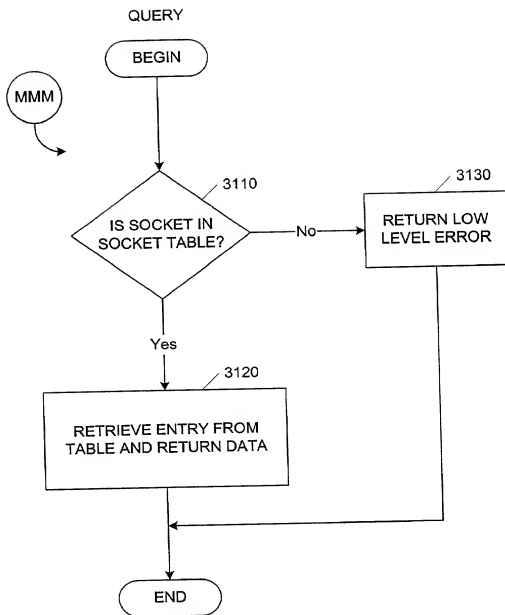 QUERY
BEGIN
MMM
3110
IS SOCKET IN
SOCKET TABLE?
No
3130
RETURN LOW
LEVEL ERROR
Yes
3120
RETRIEVE ENTRY FROM
TABLE AND RETURN DATA
END